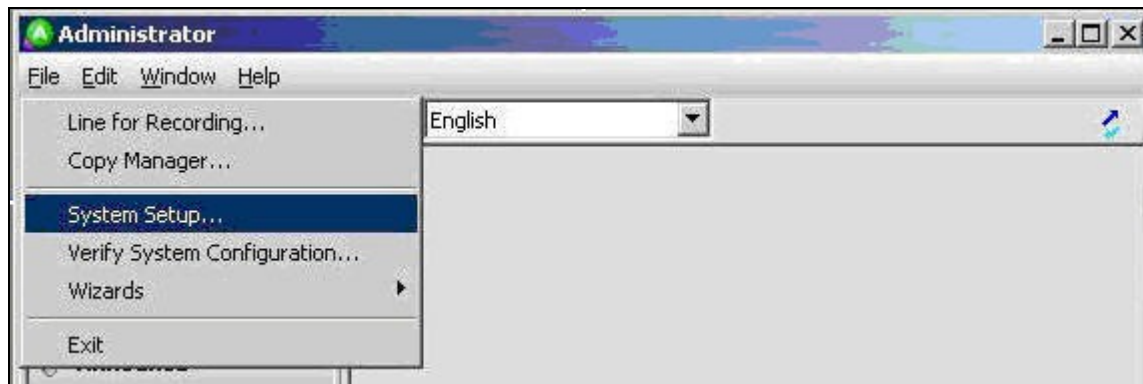 Administrator
File Edit Window Help
Line for Recording...
English
Copy Manager...
System Setup...
Verify System Configuration...
Wizards
Exit